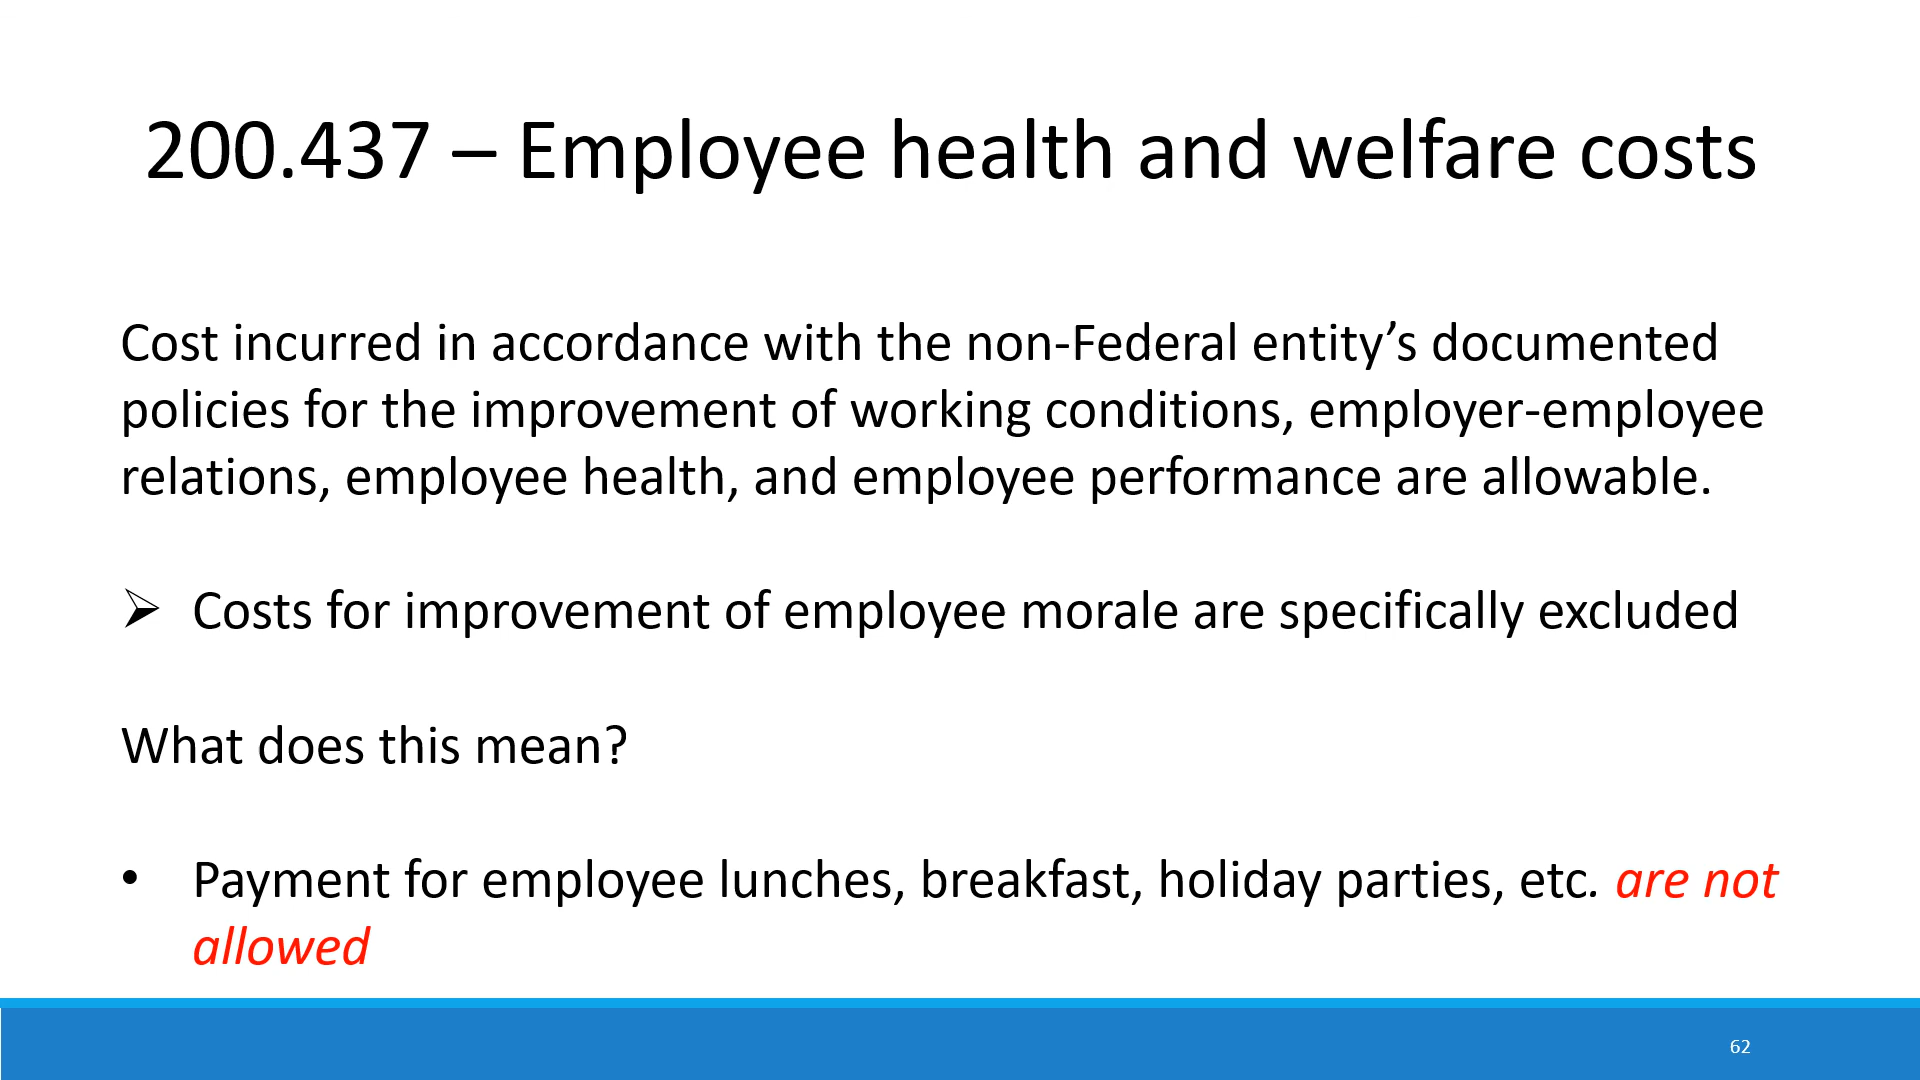 200.437 – Employee health and welfare costs
Cost incurred in accordance with the non-Federal entity’s documented
policies for the improvement of working conditions, employer-employee
relations, employee health, and employee performance are allowable.
➢ Costs for improvement of employee morale are specifically excluded
What does this mean?
• Payment for employee lunches, breakfast, holiday parties, etc. are not
allowed
62